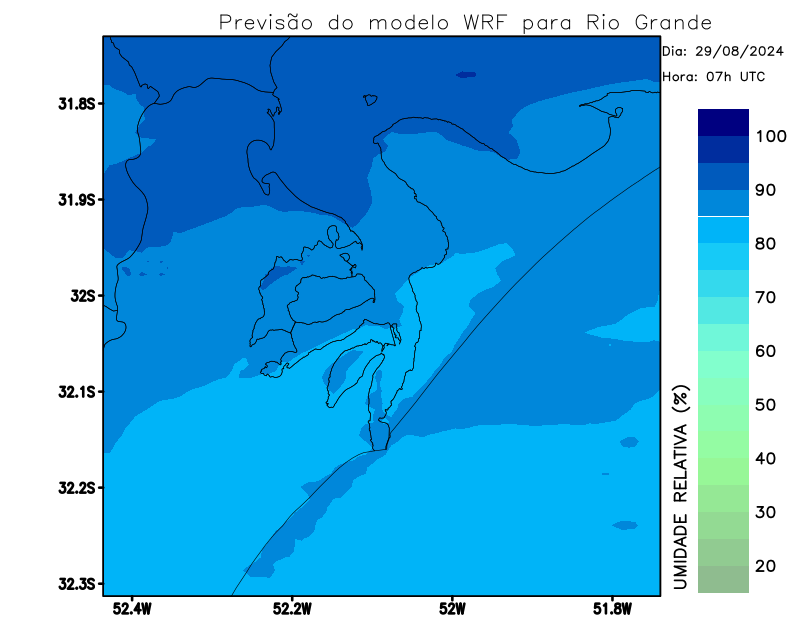 Previsão do modelo WRF para Rio Grande
Dia: 29/08/2024
Hora: 07h UTC
31.8S
31.9S
32S
32.1S
32.2S
32.3S
52.4W
52.2W
52W
51.8W
UMIDADE RELATIVA (%)
100
90
80
70
60
50
40
30
20